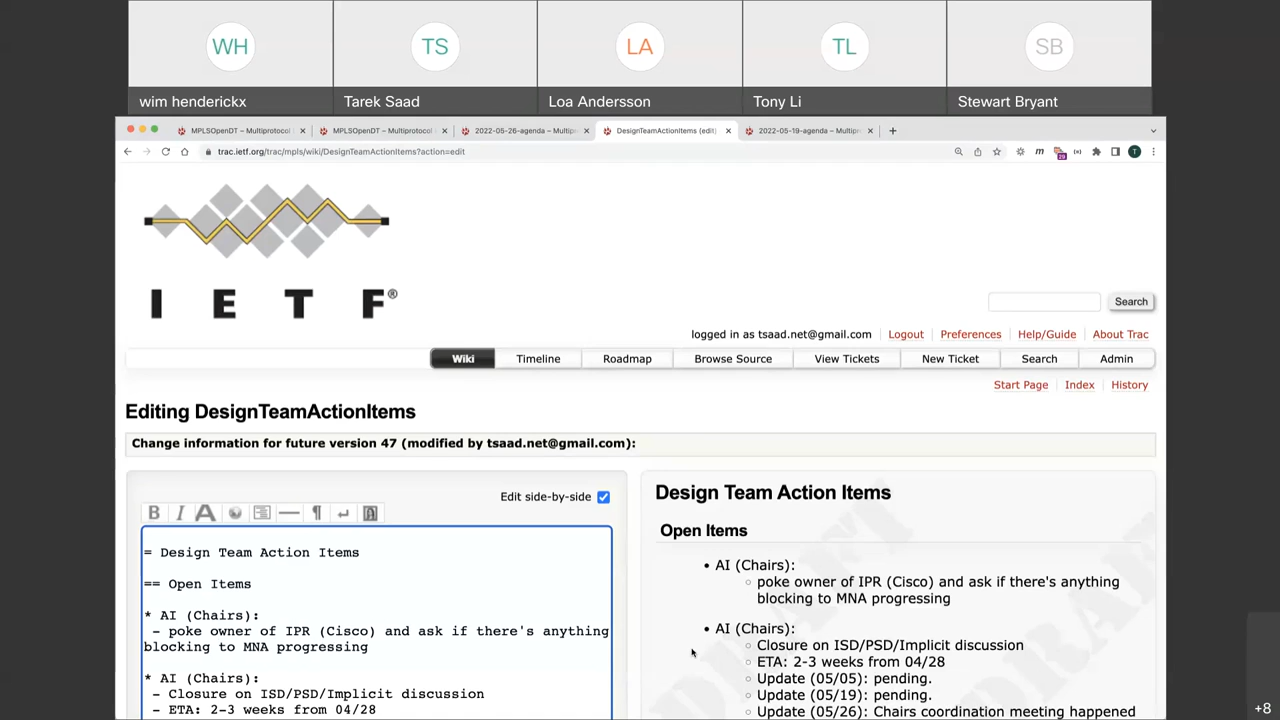 WH
TS
LA
TL
SB
wim henderickx
Tarek Saad
Loa Andersson
Tony Li
Stewart Bryant
MPLSOpenDT – Multiprotocol
MPLSOpenDT – Multiprotocol
2022-05-26-agenda – Multipro
DesignTeamActionItems (edit)
2022-05-19-agenda – Multipro
trac.ietf.org/trac/mpls/wiki/DesignTeamActionItems?action=edit
I E T F®
Search
logged in as tsaad.net@gmail.com Logout Preferences Help/Guide About Trac
Wiki Timeline Roadmap Browse Source View Tickets New Ticket Search Admin
Start Page Index History
Editing DesignTeamActionItems
Change information for future version 47 (modified by tsaad.net@gmail.com):
Edit side-by-side
= Design Team Action Items
== Open Items
* AI (Chairs):
- poke owner of IPR (Cisco) and ask if there's anything
blocking to MNA progressing
* AI (Chairs):
- Closure on ISD/PSD/Implicit discussion
- ETA: 2-3 weeks from 04/28
Design Team Action Items
Open Items
• AI (Chairs):
◦ poke owner of IPR (Cisco) and ask if there's anything
blocking to MNA progressing
• AI (Chairs):
◦ Closure on ISD/PSD/Implicit discussion
◦ ETA: 2-3 weeks from 04/28
◦ Update (05/05): pending.
◦ Update (05/19): pending.
◦ Update (05/26): Chairs coordination meeting happened
DRAFT
+8